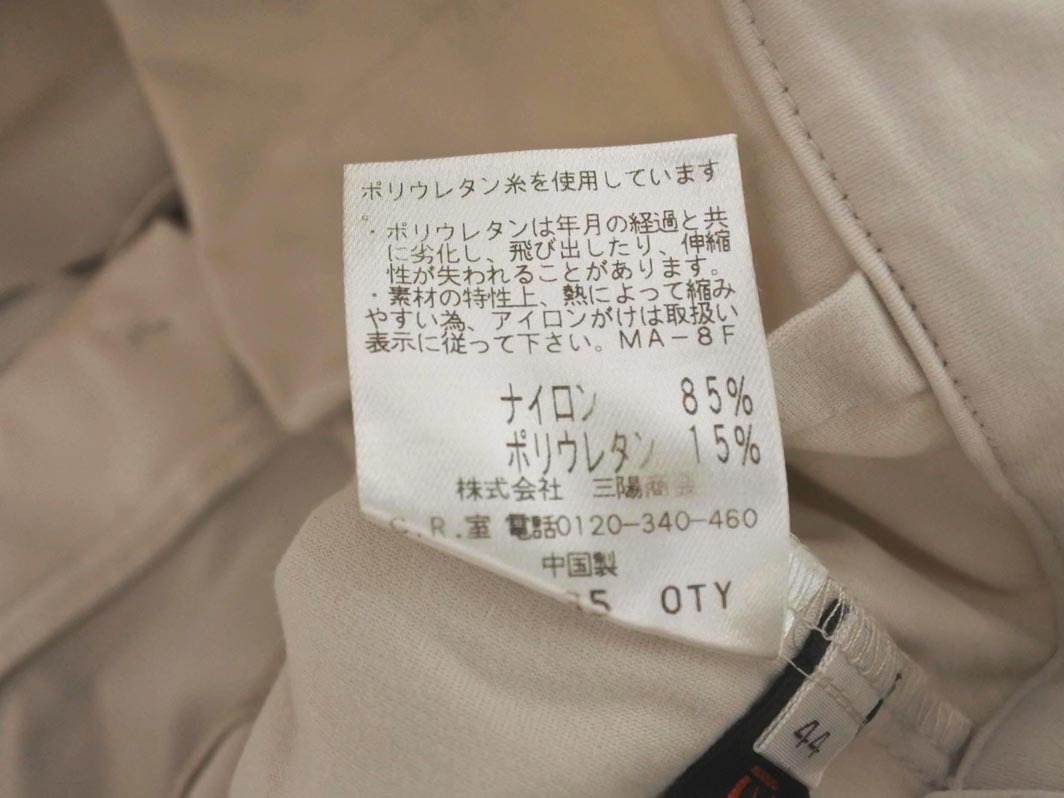 ポリウレタン糸を使用しています
。
・ポリウレタンは年月の経過と共
に劣化し、飛び出したり、伸縮
性が失われることがあります。
・素材の特性上、熱によって縮み
やすい為、アイロンがけは取扱い
表示に従って下さい。MA-8F
ナイロン 85%
ポリウレタン 15%
株式会社 三陽商会
C.R.室 電話0120-340-460
中国製
OTY
44